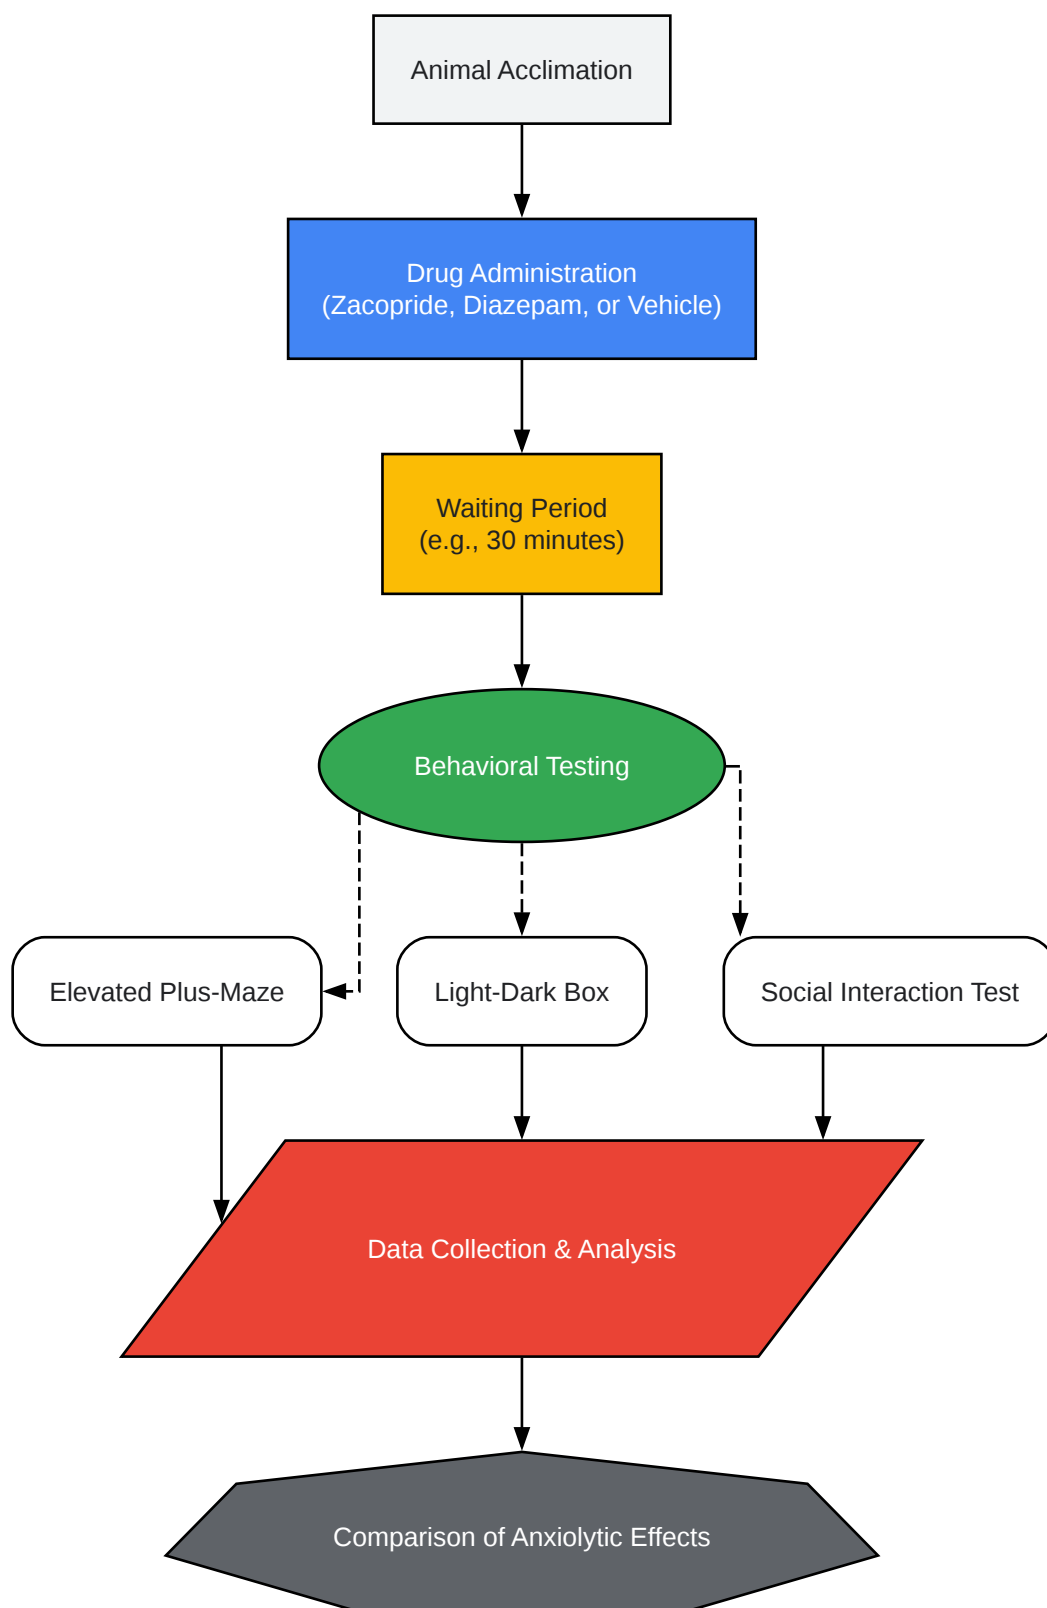 Animal Acclimation
Drug Administration
(Zacopride, Diazepam, or Vehicle)
Waiting Period
(e.g., 30 minutes)
Behavioral Testing
Elevated Plus-Maze
Light-Dark Box
Social Interaction Test
Data Collection & Analysis
Comparison of Anxiolytic Effects